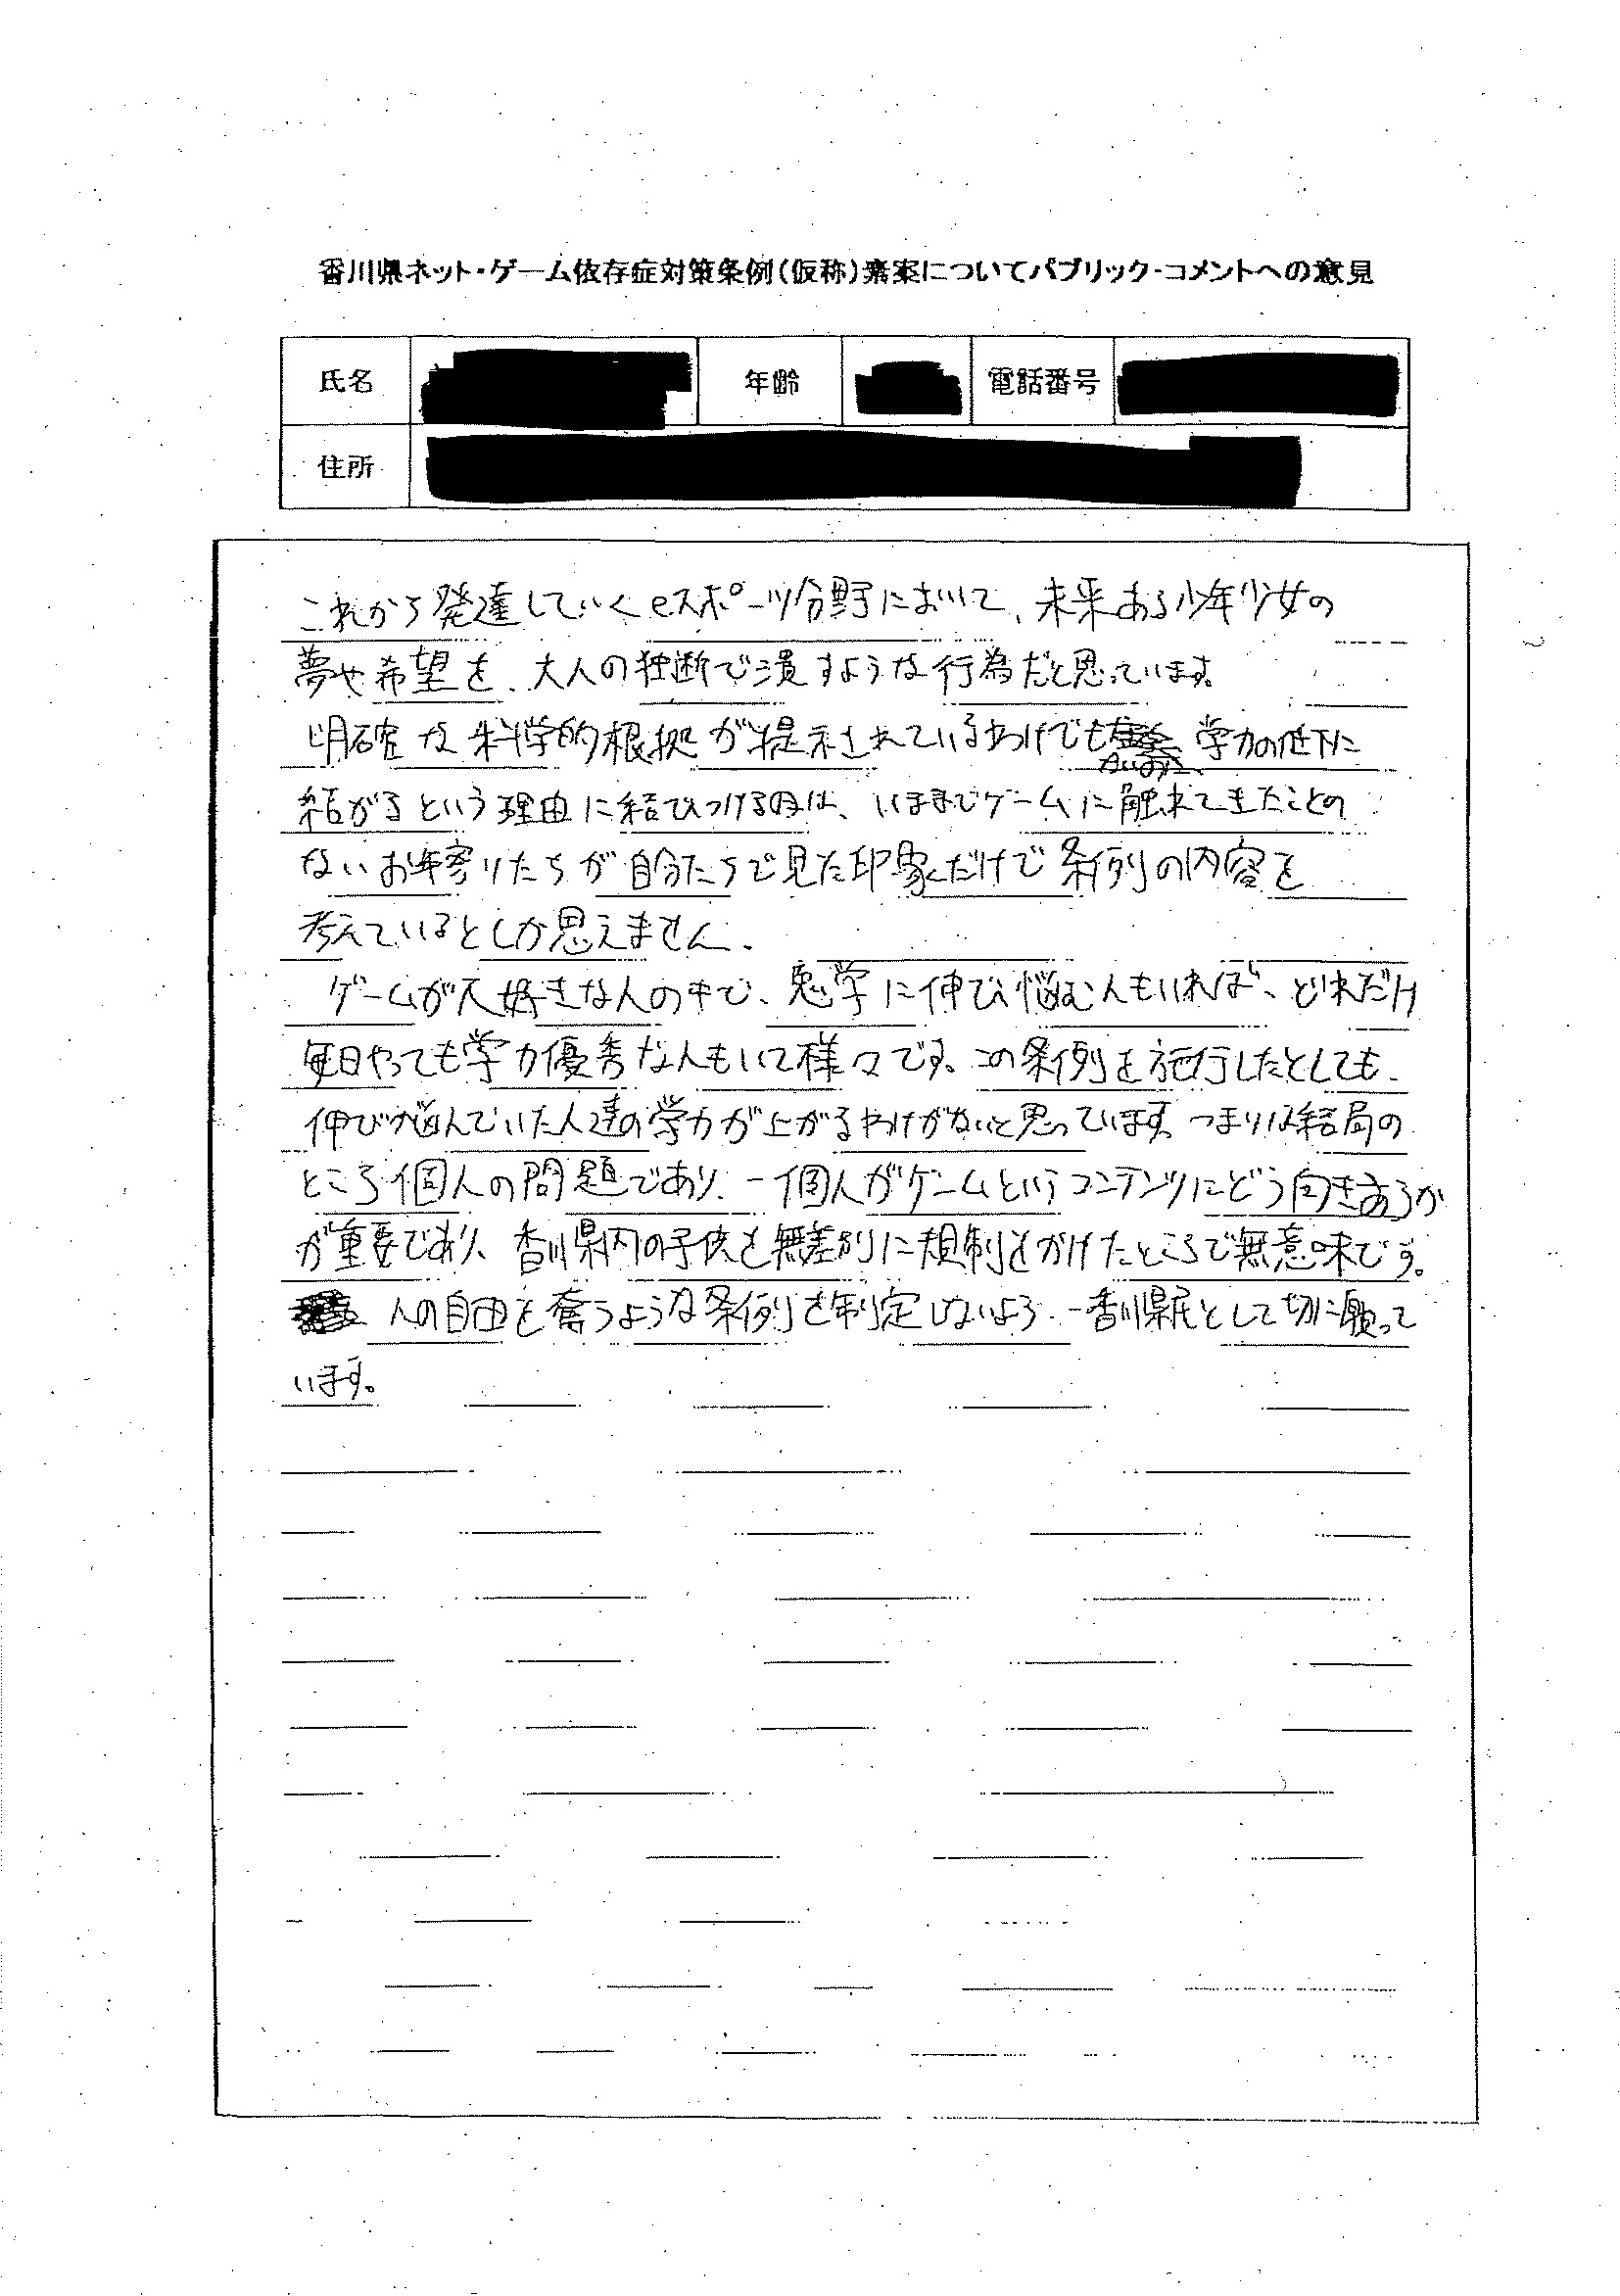 香川県ネット・ゲーム依存症対策条例(仮称)素案についてパブリック・コメントへの意見
氏名 年齢 電話番号
住所
これから発達していくeスポーツ分野において、未来ある少年少女の
夢や希望を、大人の独断で潰すような行為だと思っています。
明確な科学的根拠が提示されているわけでも 学力の低下に
結がるという理由に結びつけるのは、いままでゲームに触れてきたことの
ないお年寄りたちが自分たちで見た印象だけで条例の内容を
考えているとしか思えません。
ゲームが大好きな人の中で、勉学に伸び悩む人もいれば、どれだけ
毎日やっても学力優秀な人もいて様々です。この条例を施行したとしても、
伸び悩んでいた人達の学力が上がるわけがないと思っています。つまりは結局の
ところ個人の問題であり、一個人がゲームというコンテンツにどう向きあるか
が重要であり、香川県内の子供を無差別に規制をかけたところで無意味です。
人の自由を奪うような条例を制定しないよう、一香川県民として切に願って
います。